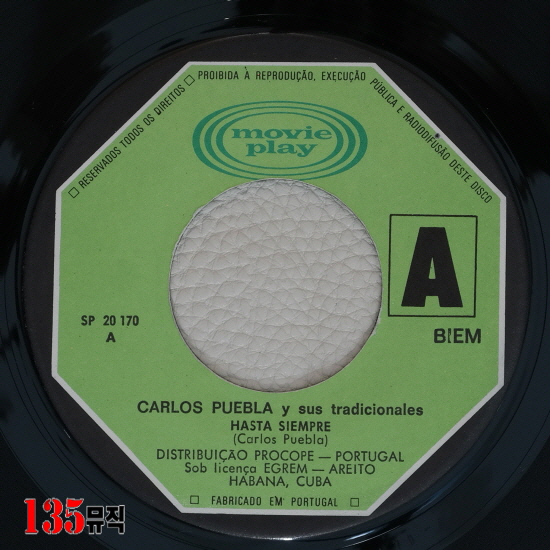 □ RESERVADOS TODOS OS DIREITOS □ PROIBIDA À REPRODUÇÃO, EXECUÇÃO PÚBLICA E RADIODIFUSÃO DESTE DISCO
movie
play
A
SP 20 170
A
BIEM
CARLOS PUEBLA y sus tradicionales
HASTA SIEMPRE
(Carlos Puebla)
DISTRIBUIÇÃO PROCOPE — PORTUGAL
Sob licença EGREM — AREITO
HABANA, CUBA
□ FABRICADO EM PORTUGAL □
135뮤직